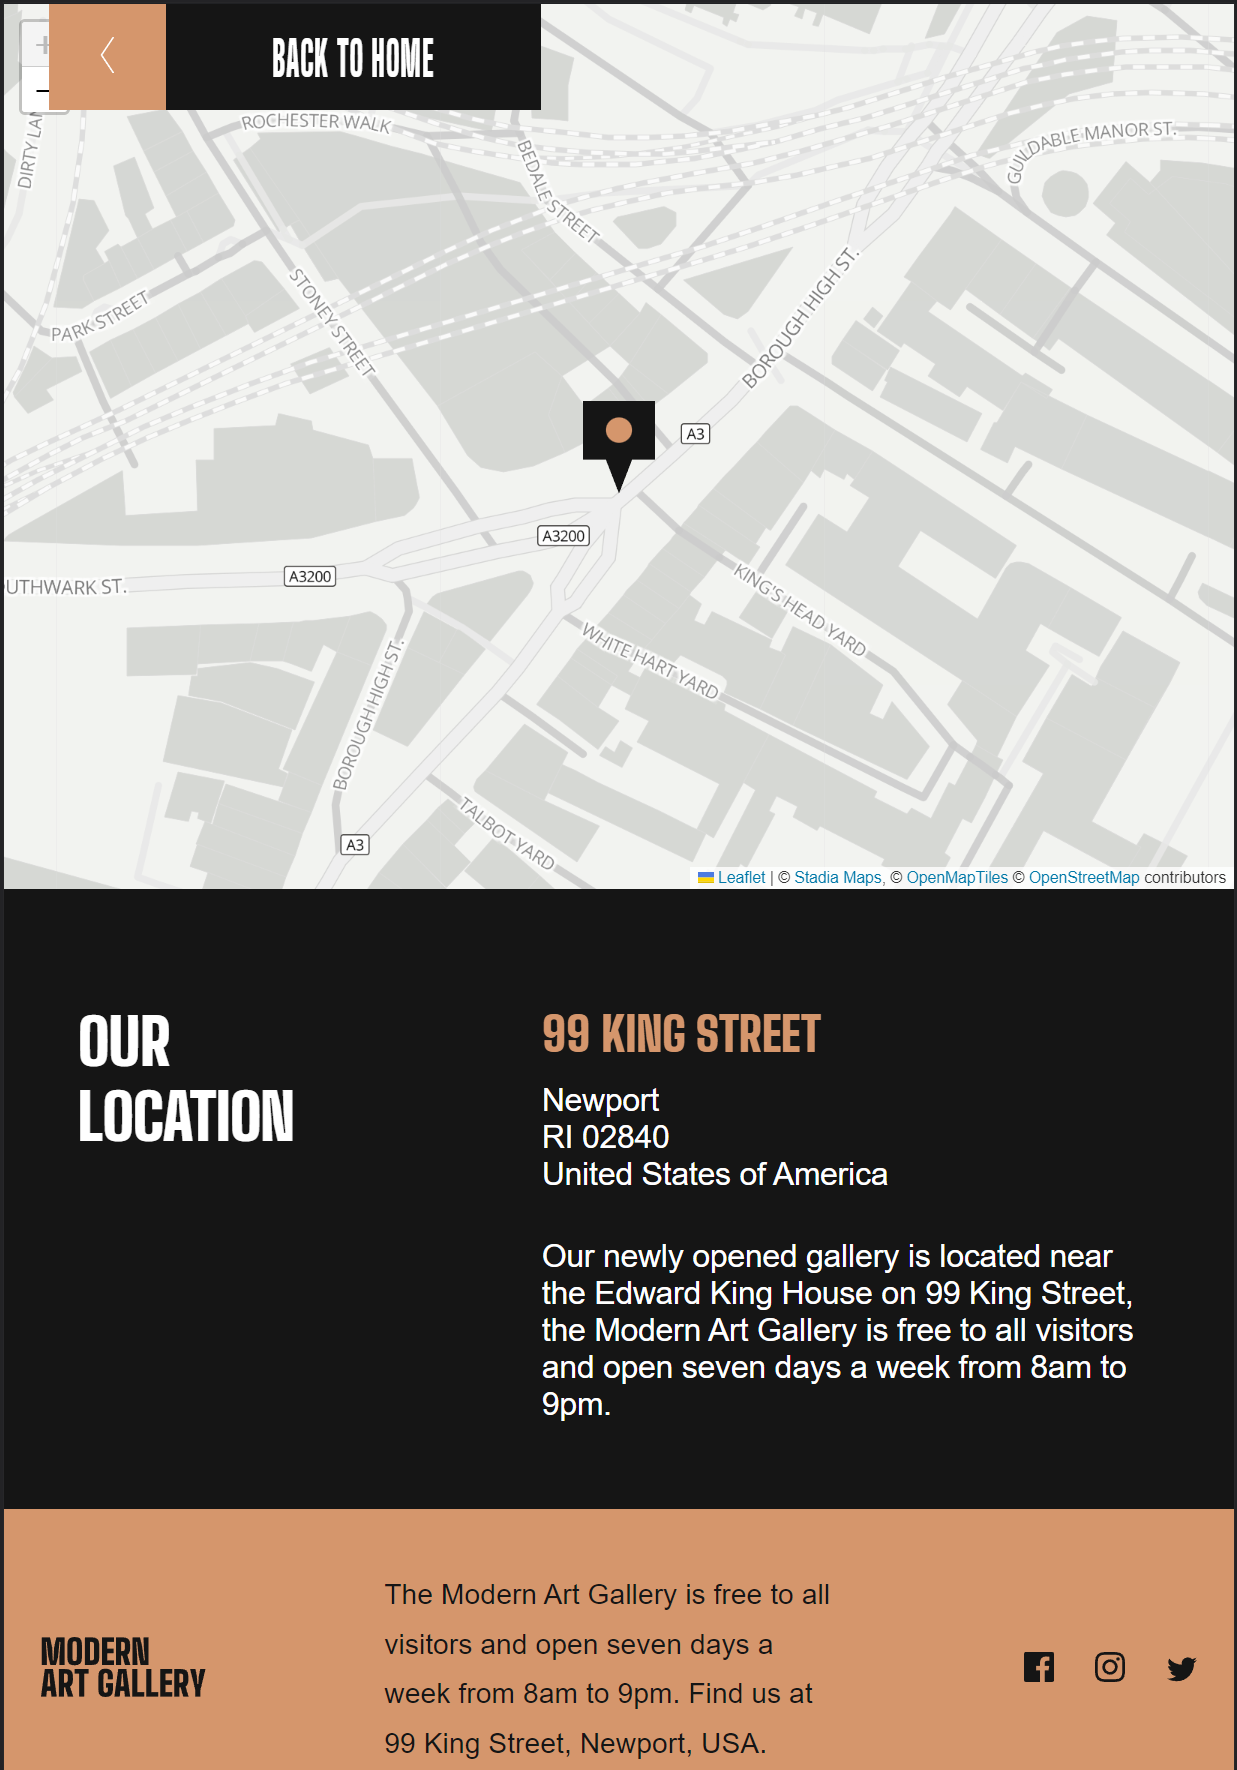 +
−
BACK TO HOME
ROCHESTER WALK
DIRTY LAN
BEDALE STREET
GUILDABLE MANOR ST.
PARK STREET
STONEY STREET
BOROUGH HIGH ST.
A3
A3200
A3200
OUTHWARK ST.
KING'S HEAD YARD
WHITE HART YARD
BOROUGH HIGH ST.
TALBOT YARD
A3
Leaflet | © Stadia Maps, © OpenMapTiles © OpenStreetMap contributors
OUR
LOCATION
99 KING STREET
Newport
RI 02840
United States of America
Our newly opened gallery is located near
the Edward King House on 99 King Street,
the Modern Art Gallery is free to all visitors
and open seven days a week from 8am to
9pm.
MODERN
ART GALLERY
The Modern Art Gallery is free to all
visitors and open seven days a
week from 8am to 9pm. Find us at
99 King Street, Newport, USA.